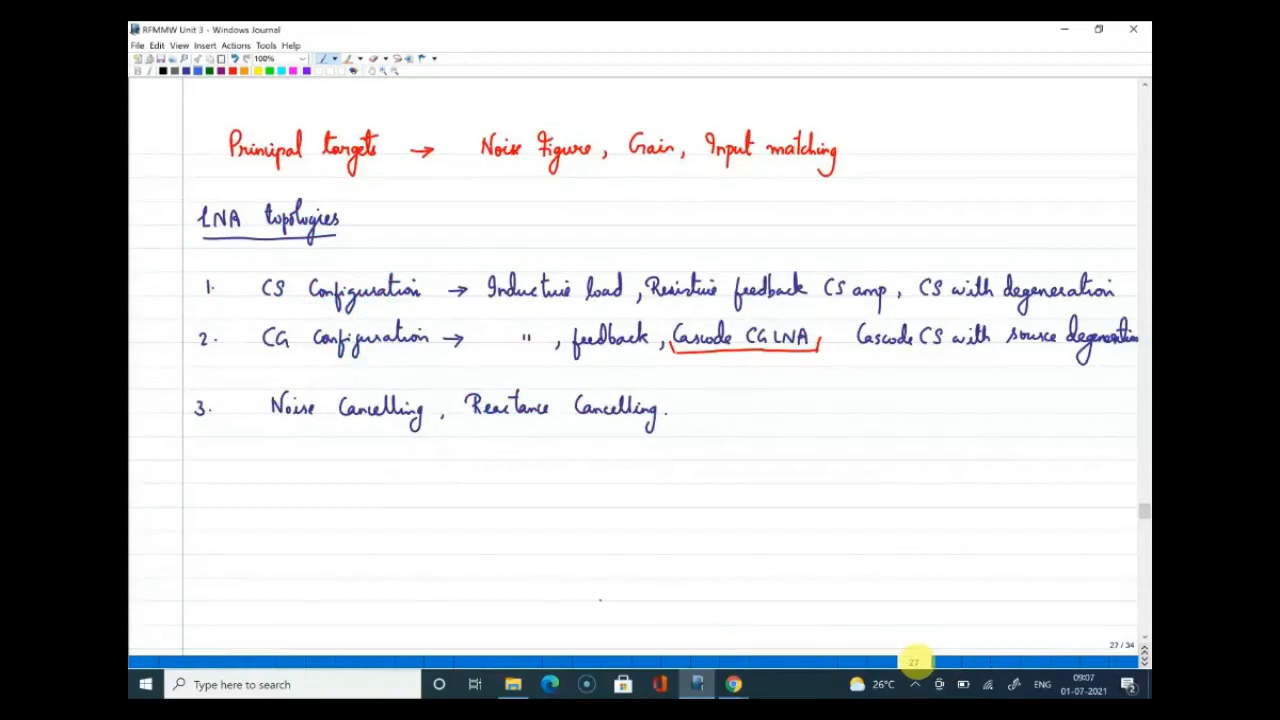 RFMMW Unit 3 - Windows Journal
File Edit View Insert Actions Tools Help
100%
B I
Principal targets → Noise Figure, Gain, Input matching
LNA topologies
1. CS Configuration → Inductive load, Resistive feedback CS amp, CS with degeneration
2. CG Configuration → " , feedback, Cascode CG LNA Cascode CS with source degeneration
3. Noise Cancelling, Reactance Cancelling.
27 / 34
27
Type here to search
26°C ENG 09:07
01-07-2021
2